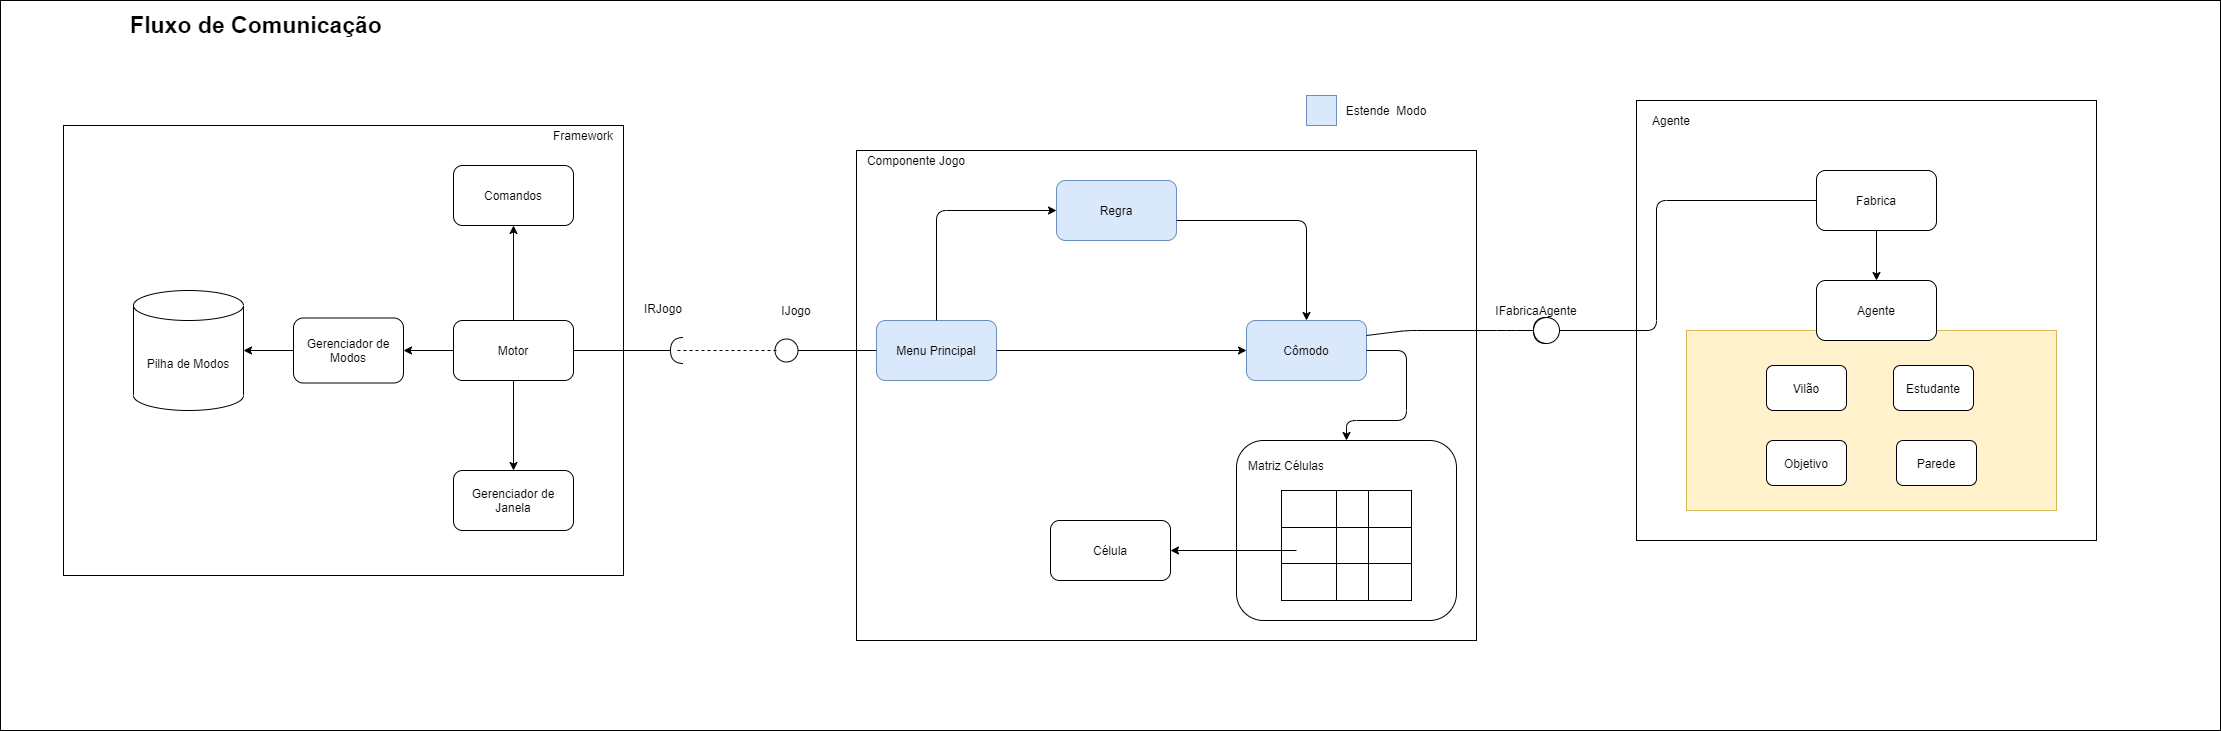 Fluxo de Comunicação
Framework
Comandos
Pilha de Modos
Gerenciador de
Modos
Motor
Gerenciador de
Janela
IRJogo
IJogo
Estende  Modo
Componente Jogo
Regra
Menu Principal
Cômodo
Matriz Células
Célula
IFabricaAgente
Agente
Fabrica
Agente
Vilão
Estudante
Objetivo
Parede